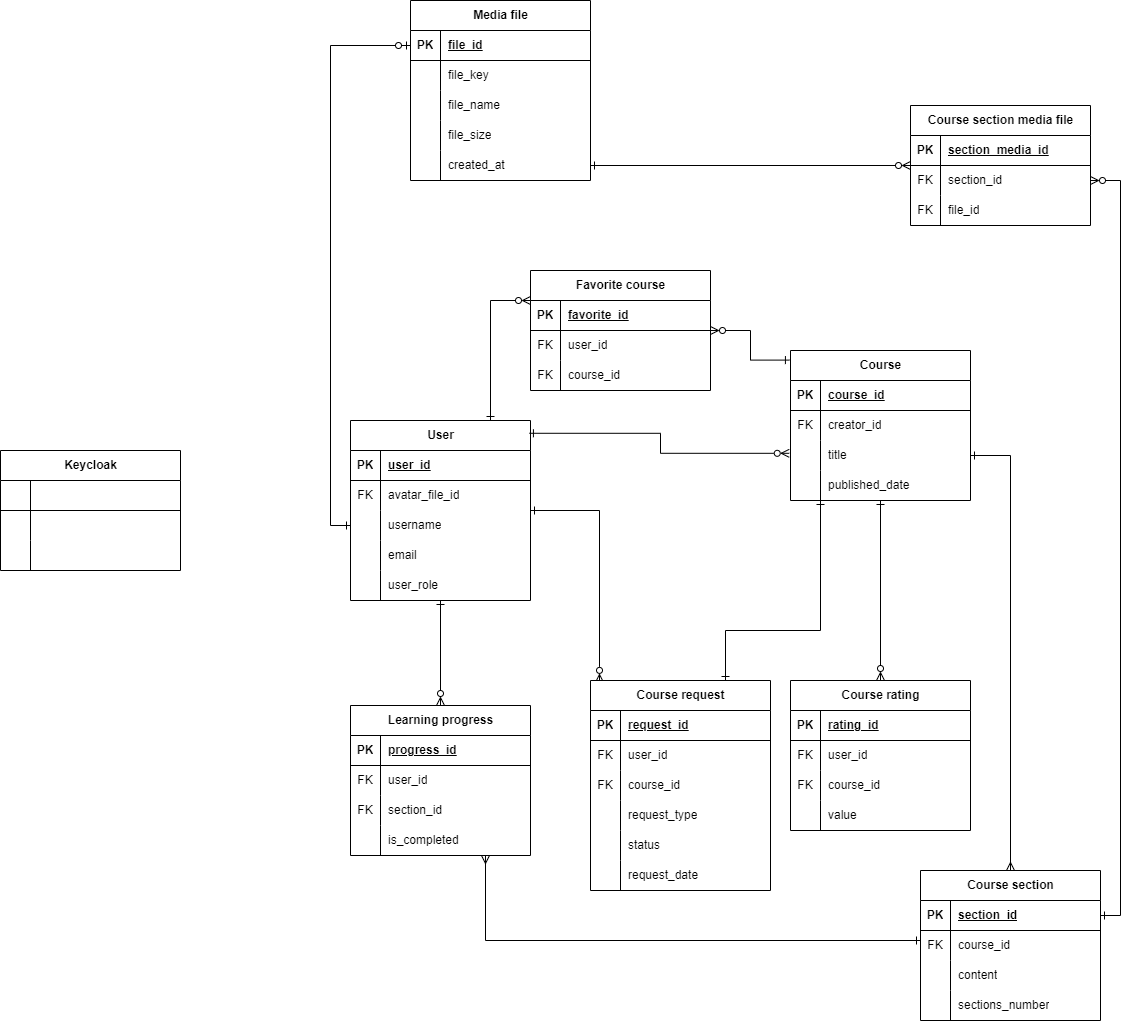 Media file
PK file_id
file_key
file_name
file_size
created_at
Course section media file
PK section_media_id
FK section_id
FK file_id
Favorite course
PK favorite_id
FK user_id
FK course_id
Course
PK course_id
FK creator_id
title
published_date
User
PK user_id
FK avatar_file_id
username
email
user_role
Keycloak
Learning progress
PK progress_id
FK user_id
FK section_id
is_completed
Course request
PK request_id
FK user_id
FK course_id
request_type
status
request_date
Course rating
PK rating_id
FK user_id
FK course_id
value
Course section
PK section_id
FK course_id
content
sections_number